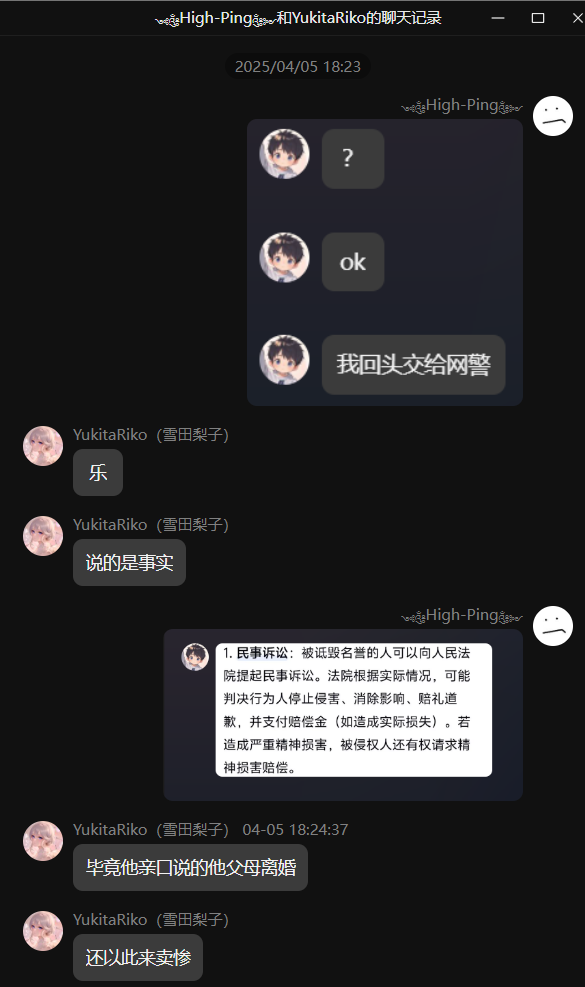 High-Ping和YukitaRiko的聊天记录
2025/04/05 18:23
High-Ping
?
ok
我回头交给网警
YukitaRiko（雪田梨子）
乐
YukitaRiko（雪田梨子）
说的是事实
High-Ping
1. 民事诉讼：被诋毁名誉的人可以向人民法
院提起民事诉讼。法院根据实际情况，可能
判决行为人停止侵害、消除影响、赔礼道
歉，并支付赔偿金（如造成实际损失）。若
造成严重精神损害，被侵权人还有权请求精
神损害赔偿。
YukitaRiko（雪田梨子） 04-05 18:24:37
毕竟他亲口说的他父母离婚
YukitaRiko（雪田梨子）
还以此来卖惨